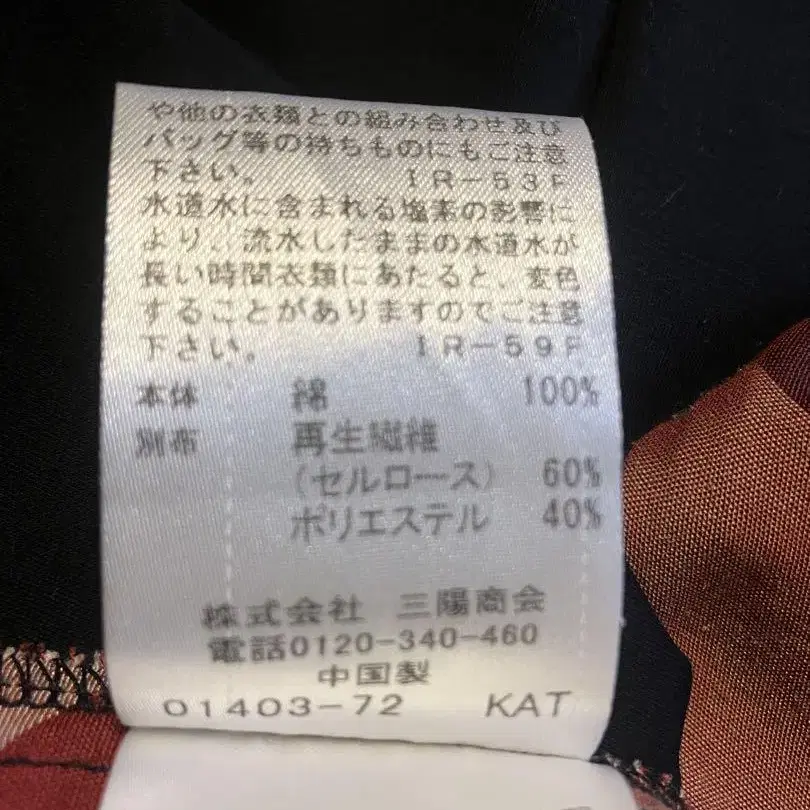 や他の衣類との組み合わせ及び
バッグ等の持ちものにもご注意
下さい。 IR-53F
水道水に含まれる塩素の影響に
より、流水したままの水道水が
長い時間衣類にあたると、変色
することがありますのでご注意
下さい。 IR-59F
本体 綿 100%
別布 再生繊維
(セルロース) 60%
ポリエステル 40%
株式会社 三陽商会
電話0120-340-460
中国製
01403-72 KAT